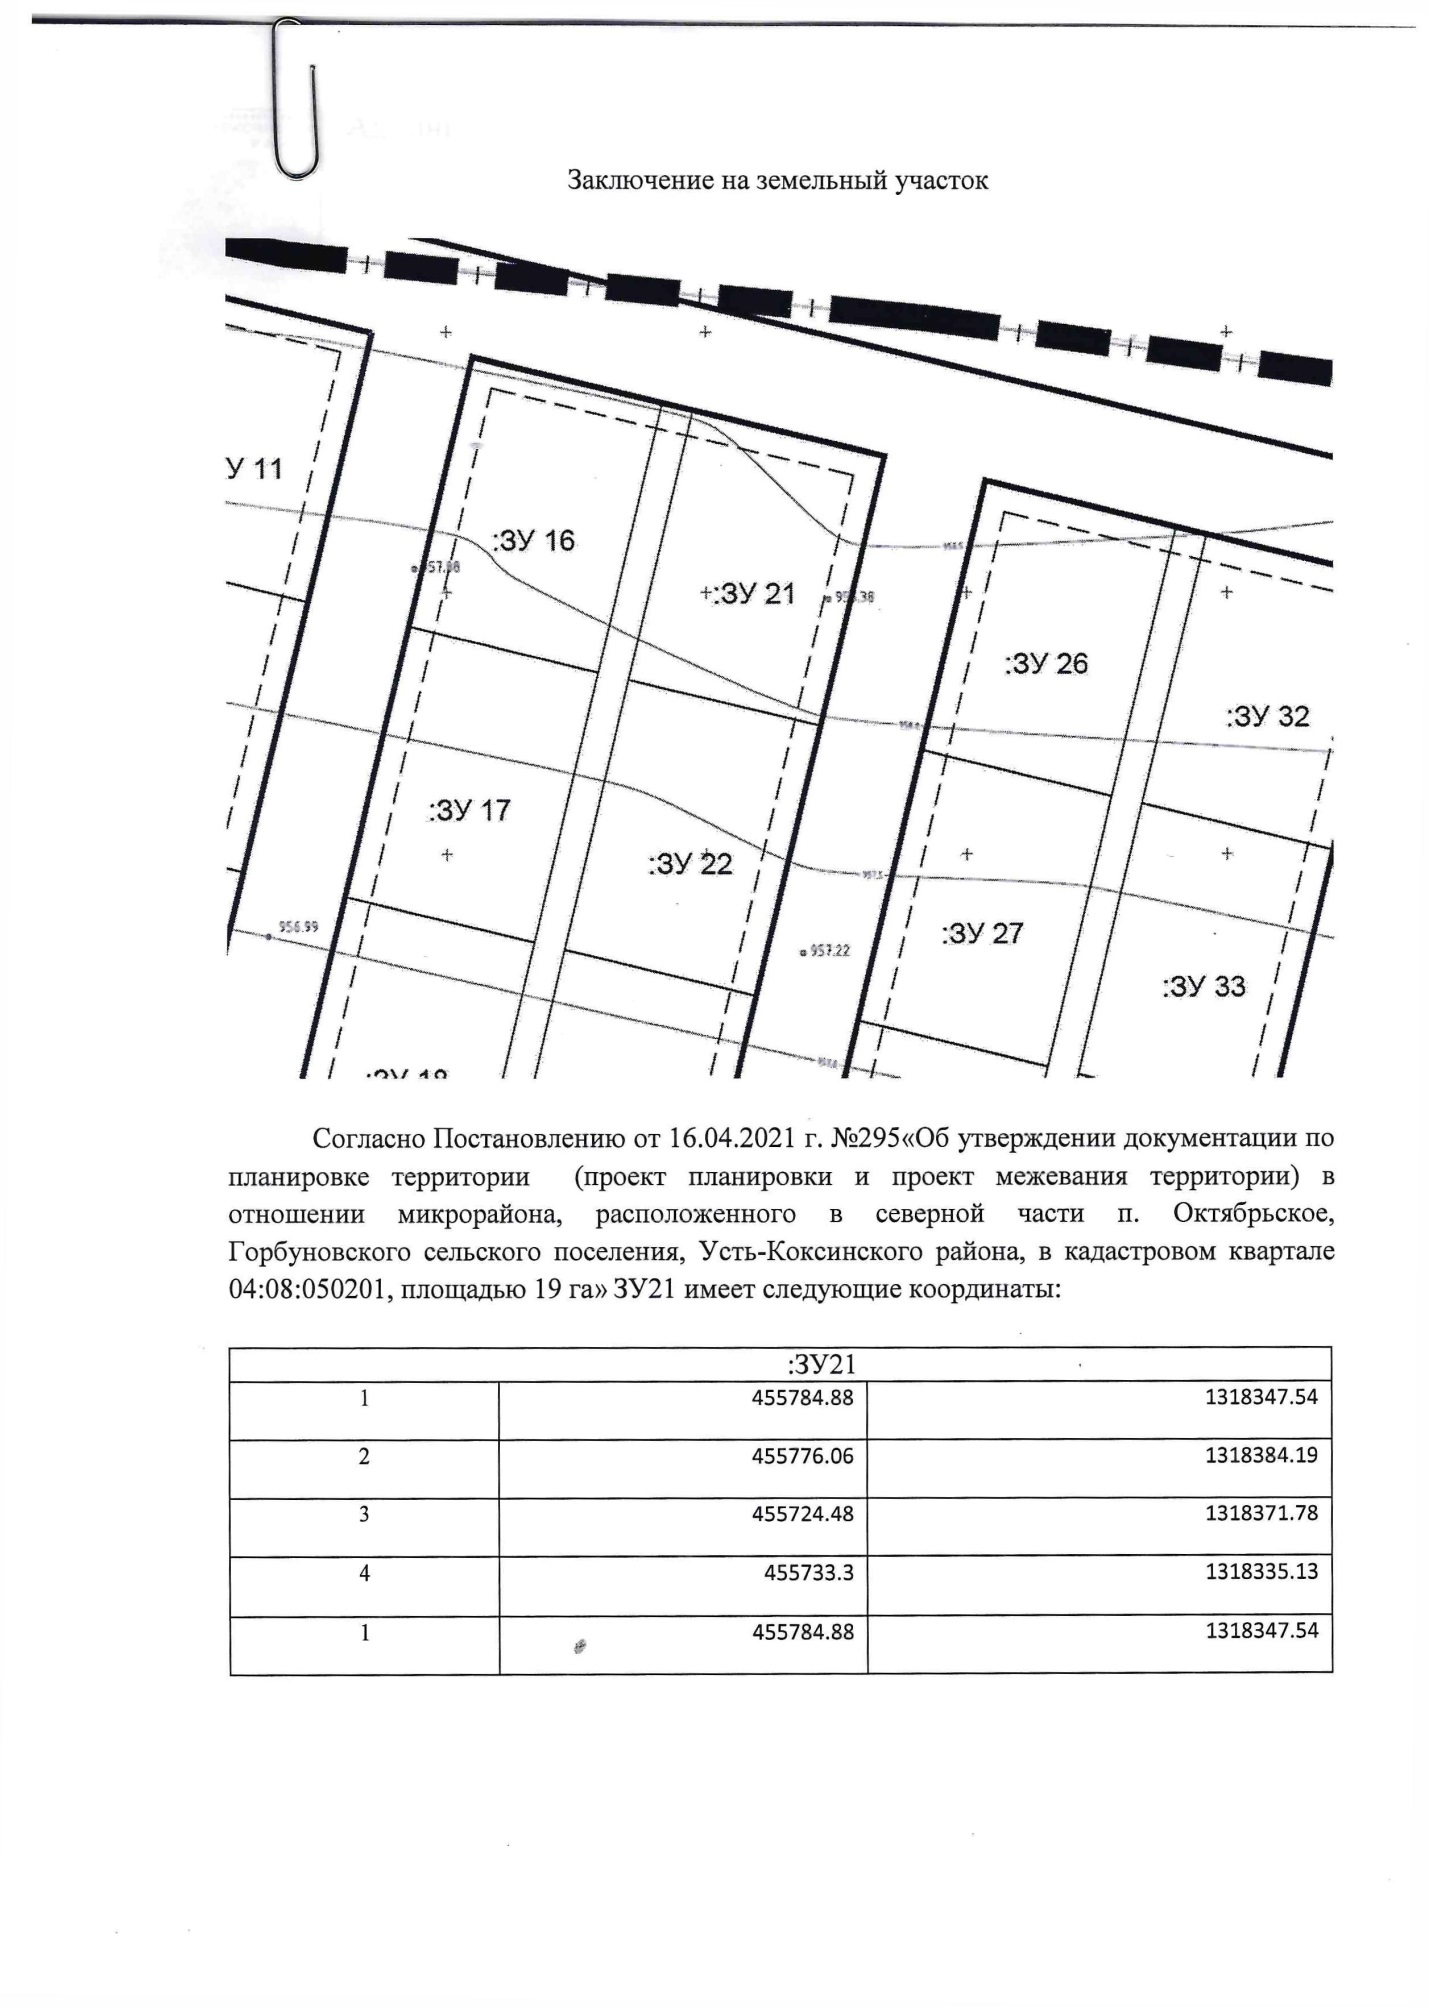 Заключение на земельный участок
У 11
:ЗУ 16
:ЗУ 21
:ЗУ 26
:ЗУ 32
:ЗУ 17
:ЗУ 22
:ЗУ 27
:ЗУ 33
956.99
957.22
Согласно Постановлению от 16.04.2021 г. №295«Об утверждении документации по
планировке территории (проект планировки и проект межевания территории) в
отношении микрорайона, расположенного в северной части п. Октябрьское,
Горбуновского сельского поселения, Усть-Коксинского района, в кадастровом квартале
04:08:050201, площадью 19 га» ЗУ21 имеет следующие координаты:
:ЗУ21
1 455784.88 1318347.54
2 455776.06 1318384.19
3 455724.48 1318371.78
4 455733.3 1318335.13
1 455784.88 1318347.54